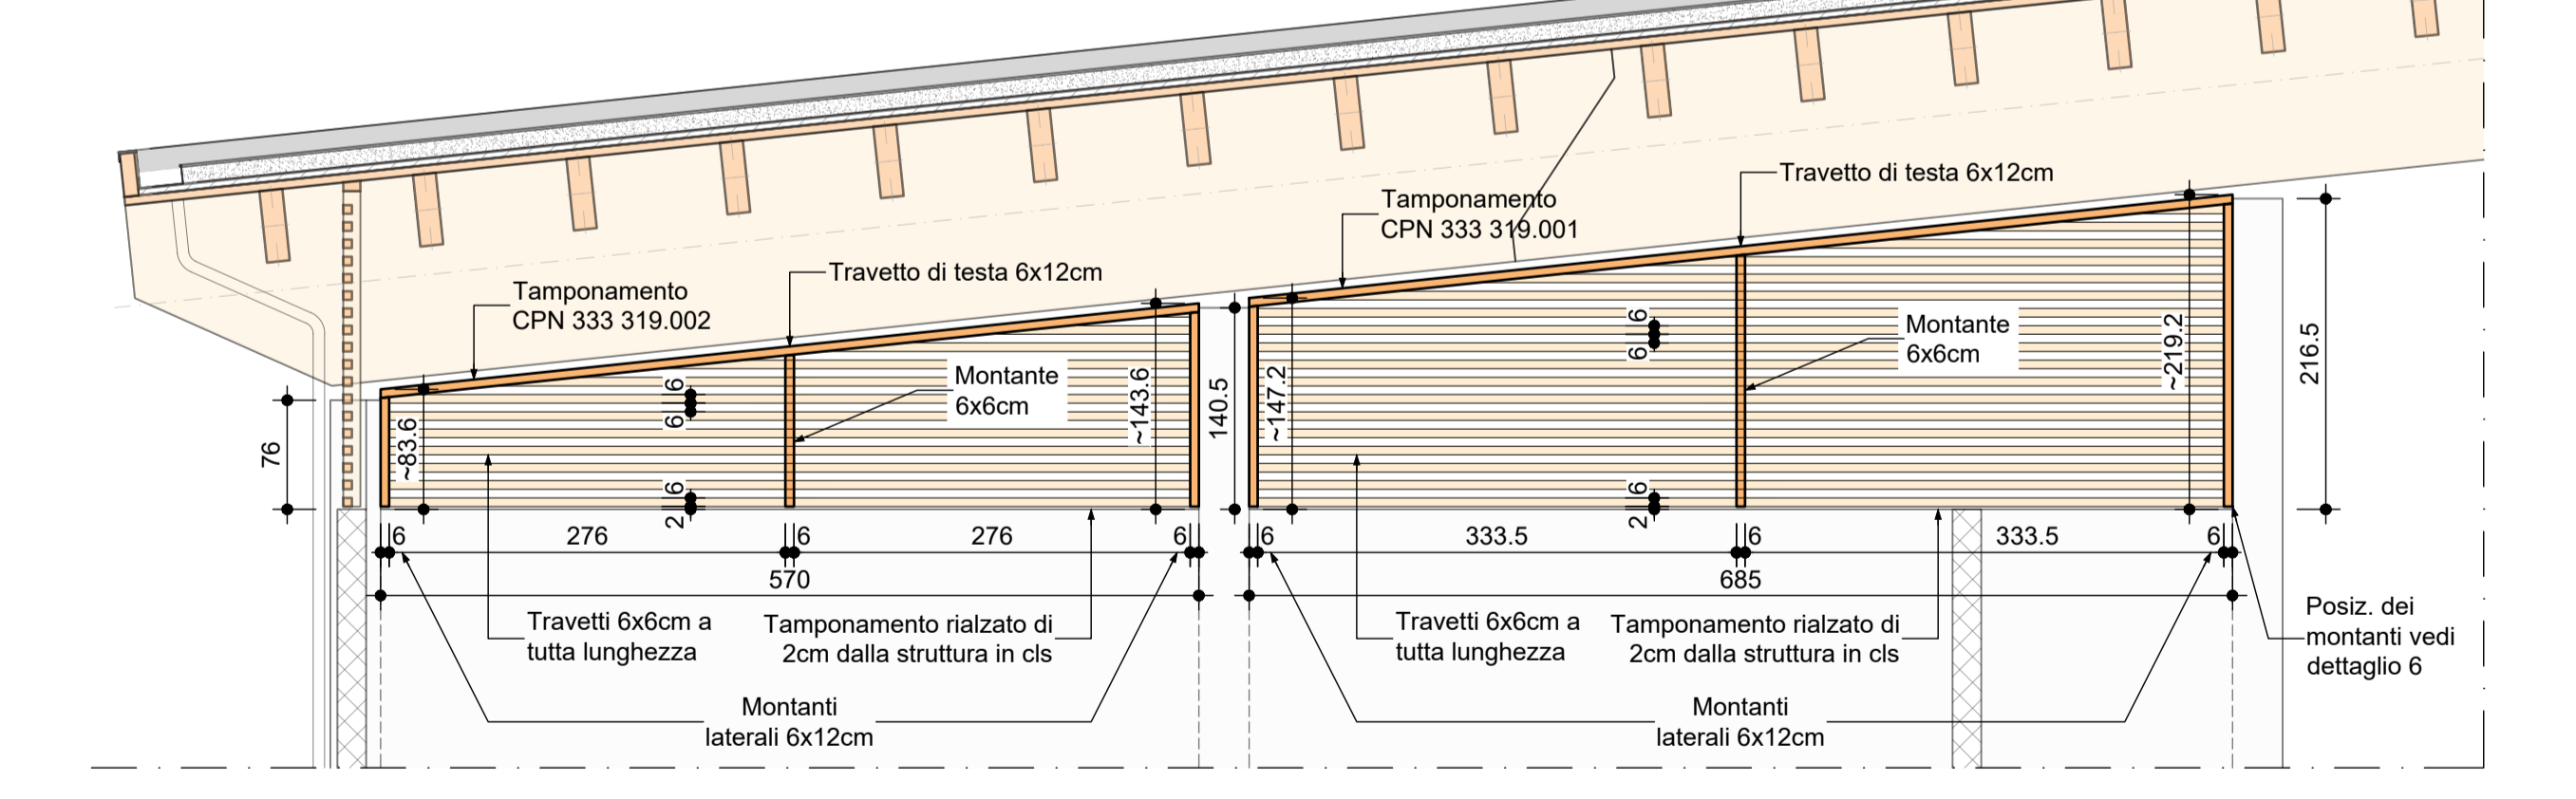 Travetto di testa 6x12cm
Tamponamento
CPN 333 319.001
Travetto di testa 6x12cm
Tamponamento
CPN 333 319.002
Montante
6x6cm
Montante
6x6cm
76
~83.6
6
6
6
2
~143.6
140.5
~147.2
6
6
6
2
~219.2
216.5
6
276
6
276
6
570
6
333.5
6
333.5
6
685
Travetti 6x6cm a
tutta lunghezza
Tamponamento rialzato di
2cm dalla struttura in cls
Travetti 6x6cm a
tutta lunghezza
Tamponamento rialzato di
2cm dalla struttura in cls
Posiz. dei
montanti vedi
dettaglio 6
Montanti
laterali 6x12cm
Montanti
laterali 6x12cm